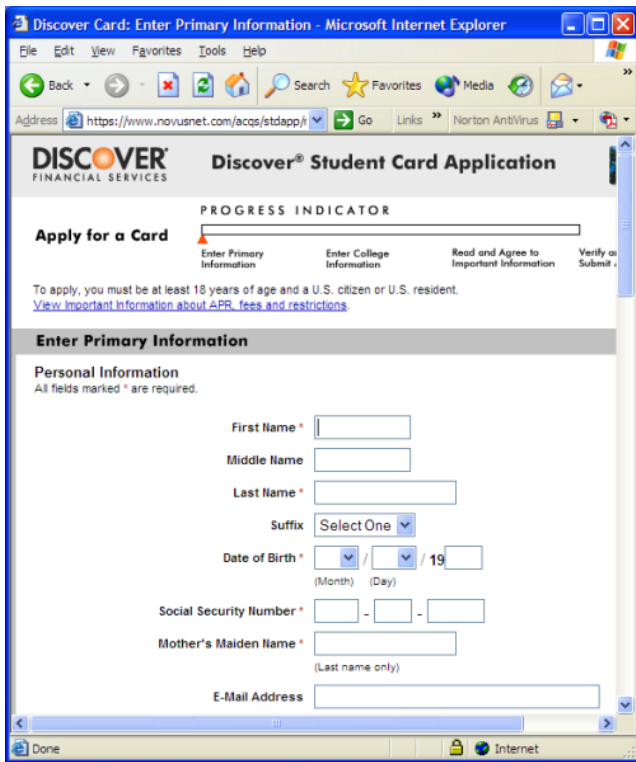 Discover Card: Enter Primary Information - Microsoft Internet Explorer
File Edit View Favorites Tools Help
Back Search Favorites Media »
Address https://www.novusnet.com/acqs/stdapp/ Go Links » Norton AntiVirus
DISCOVER® Discover® Student Card Application
FINANCIAL SERVICES
PROGRESS INDICATOR
Apply for a Card
Enter Primary Information
Enter College Information
Read and Agree to Important Information
Verify
Submit
To apply, you must be at least 18 years of age and a U.S. citizen or U.S. resident.
View Important Information about APR, fees and restrictions.
Enter Primary Information
Personal Information
All fields marked * are required.
First Name *
Middle Name
Last Name *
Suffix Select One
Date of Birth * / / 19
(Month) (Day)
Social Security Number * - -
Mother's Maiden Name *
(Last name only)
E-Mail Address
Done Internet